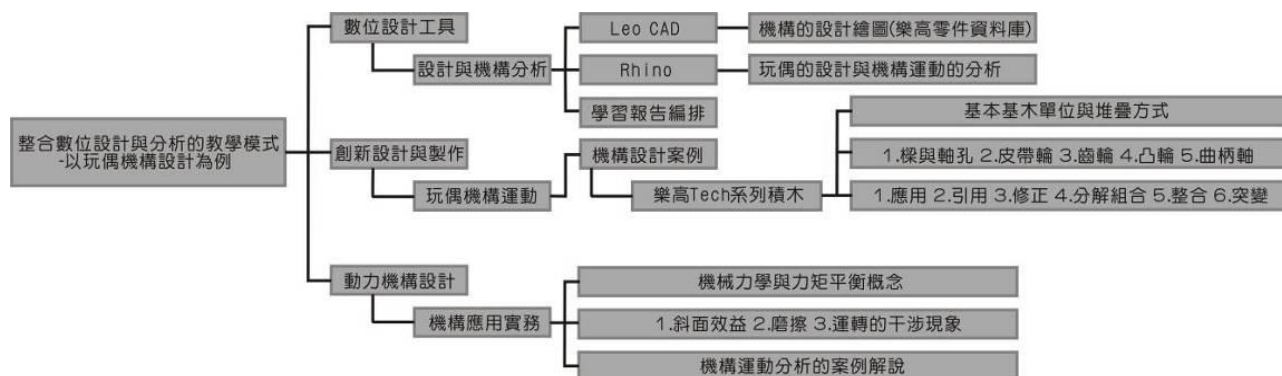 數位設計工具
Leo CAD
機構的設計繪圖(樂高零件資料庫)
設計與機構分析
Rhino
玩偶的設計與機構運動的分析
學習報告編排
整合數位設計與分析的教學模式
-以玩偶機構設計為例
創新設計與製作
機構設計案例
基本基木單位與堆疊方式
1.樑與軸孔 2.皮帶輪 3.齒輪 4.凸輪 5.曲柄軸
玩偶機構運動
樂高Tech系列積木
1.應用 2.引用 3.修正 4.分解組合 5.整合 6.突變
動力機構設計
機械力學與力矩平衡概念
機構應用實務
1.斜面效益 2.磨擦 3.運轉的干涉現象
機構運動分析的案例解說